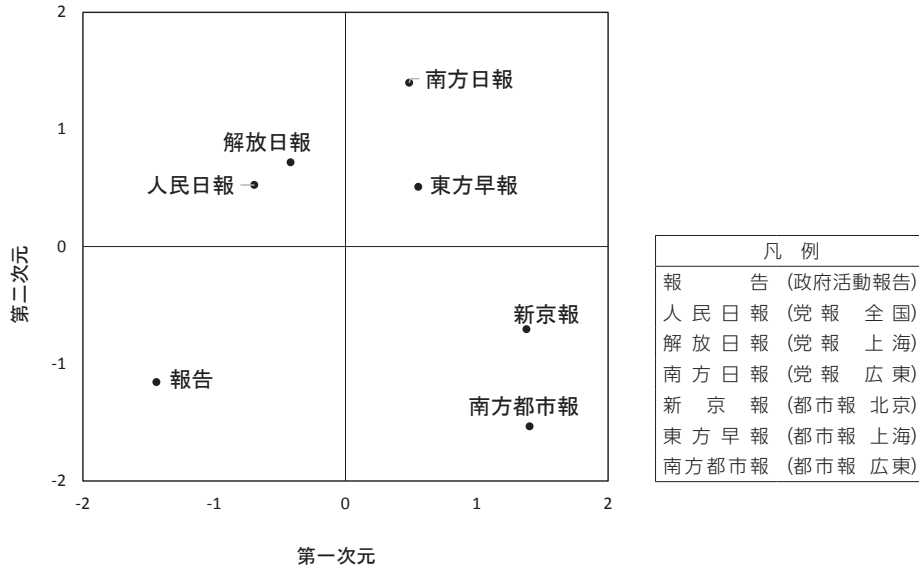 2
南方日報
1
解放日報
人民日報
東方早報
0
第二次元
新京報
-1
報告
南方都市報
-2
-2 -1 0 1 2
第一次元
凡 例
報 告 (政府活動報告)
人民日報 (党報 全国)
解放日報 (党報 上海)
南方日報 (党報 広東)
新京報 (都市報 北京)
東方早報 (都市報 上海)
南方都市報 (都市報 広東)